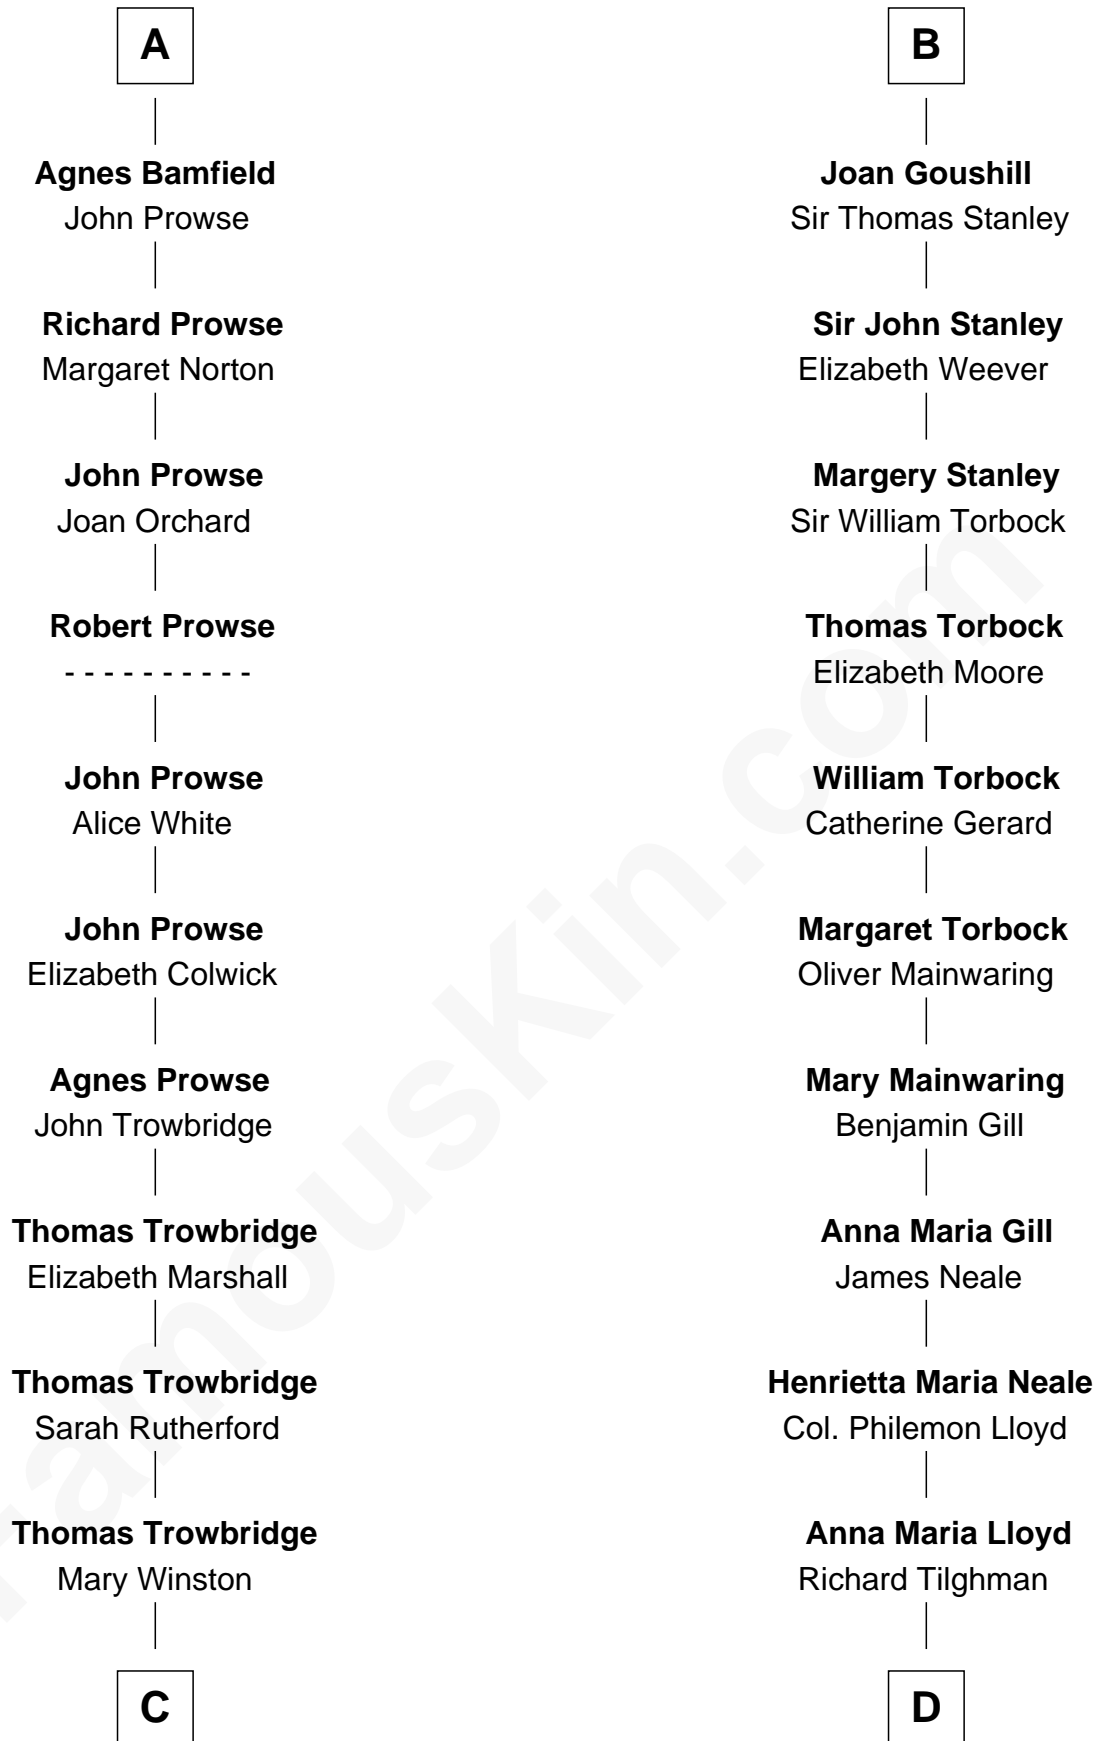 A
Agnes Bamfield
John Prowse
Richard Prowse
Margaret Norton
John Prowse
Joan Orchard
Robert Prowse
- - - - - - - - - -
John Prowse
Alice White
John Prowse
Elizabeth Colwick
Agnes Prowse
John Trowbridge
Thomas Trowbridge
Elizabeth Marshall
Thomas Trowbridge
Sarah Rutherford
Thomas Trowbridge
Mary Winston
C
B
Joan Goushill
Sir Thomas Stanley
Sir John Stanley
Elizabeth Weever
Margery Stanley
Sir William Torbock
Thomas Torbock
Elizabeth Moore
William Torbock
Catherine Gerard
Margaret Torbock
Oliver Mainwaring
Mary Mainwaring
Benjamin Gill
Anna Maria Gill
James Neale
Henrietta Maria Neale
Col. Philemon Lloyd
Anna Maria Lloyd
Richard Tilghman
D
FamousKin.com